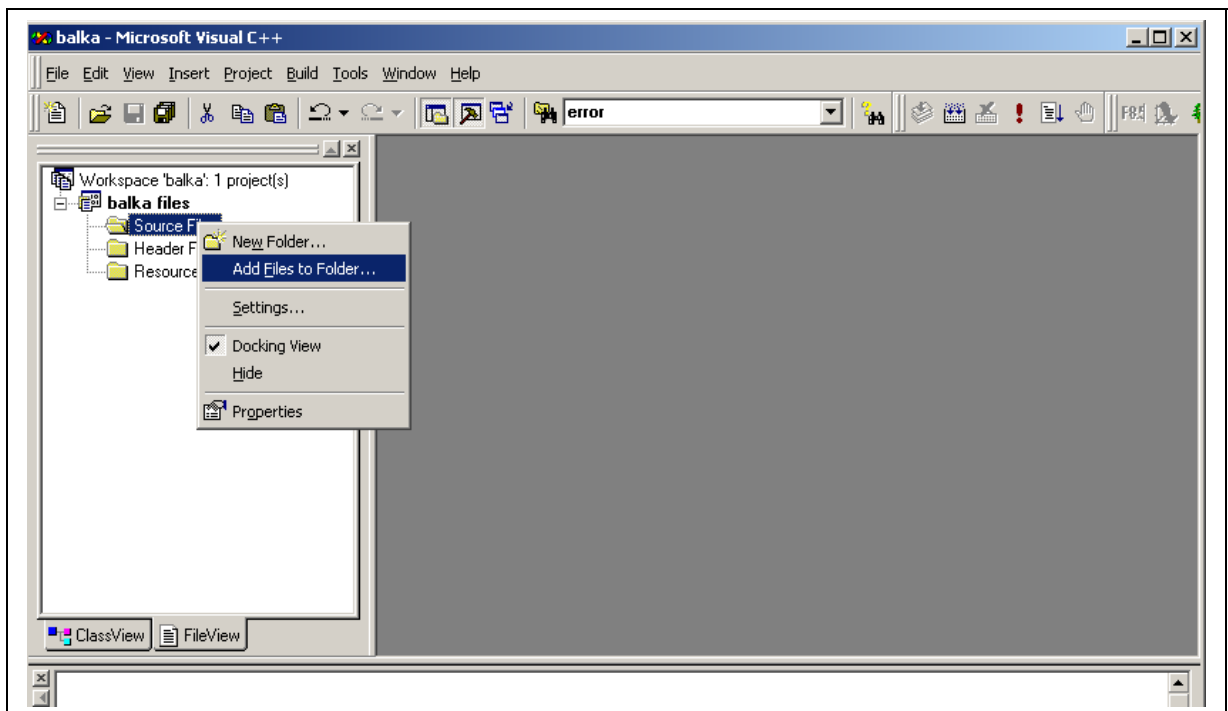 balka - Microsoft Visual C++
File Edit View Insert Project Build Tools Window Help
error
Workspace 'balka': 1 project(s)
balka files
Source
Header
Resource
New Folder...
Add Files to Folder...
Settings...
Docking View
Hide
Properties
ClassView FileView